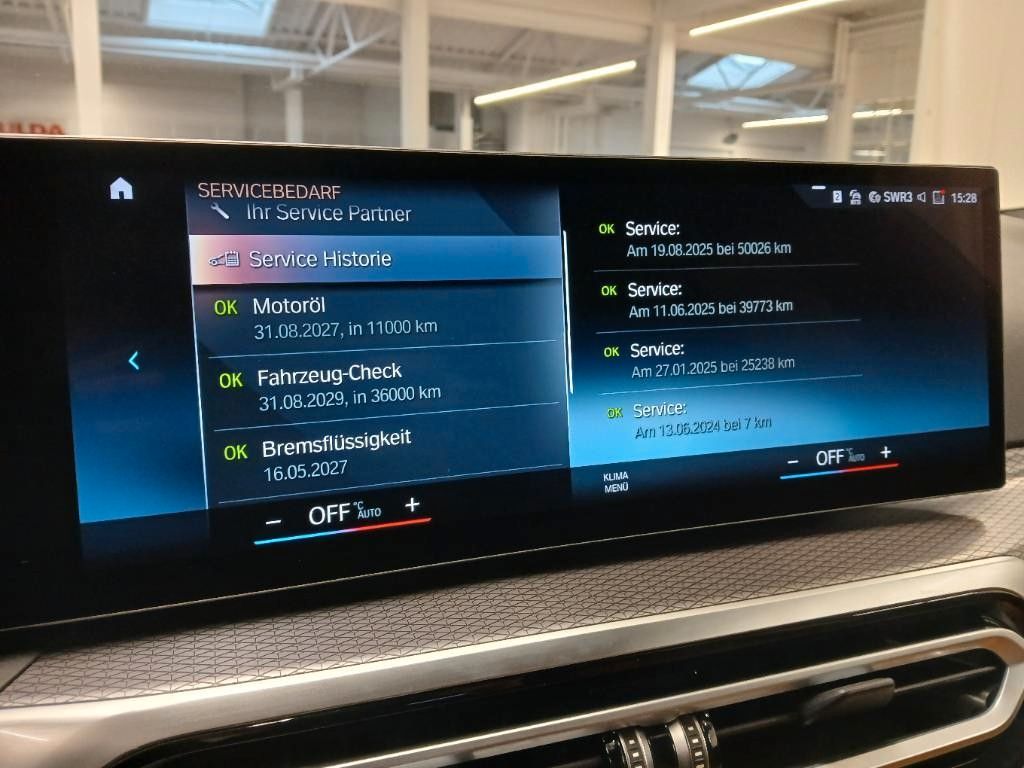 SERVICEBEDARF
Ihr Service Partner
Service Historie
OK Motoröl
31.08.2027, in 11000 km
OK Fahrzeug-Check
31.08.2029, in 36000 km
OK Bremsflüssigkeit
16.05.2027
- OFF °C AUTO +
2 SWR3 15:28
OK Service:
Am 19.08.2025 bei 50026 km
OK Service:
Am 11.06.2025 bei 39773 km
OK Service:
Am 27.01.2025 bei 25238 km
OK Service:
Am 13.06.2024 bei 7 km
KLIMA
MENÜ
- OFF °C AUTO +